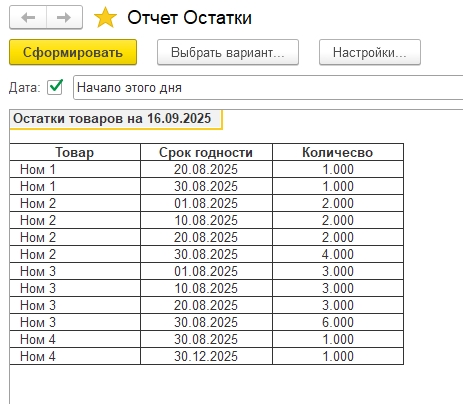 Отчет Остатки
Сформировать Выбрать вариант... Настройки...
Дата: Начало этого дня
Остатки товаров на 16.09.2025
Товар Срок годности Количесво
Ном 1 20.08.2025 1.000
Ном 1 30.08.2025 1.000
Ном 2 01.08.2025 2.000
Ном 2 10.08.2025 2.000
Ном 2 20.08.2025 2.000
Ном 2 30.08.2025 4.000
Ном 3 01.08.2025 3.000
Ном 3 10.08.2025 3.000
Ном 3 20.08.2025 3.000
Ном 3 30.08.2025 6.000
Ном 4 30.08.2025 1.000
Ном 4 30.12.2025 1.000